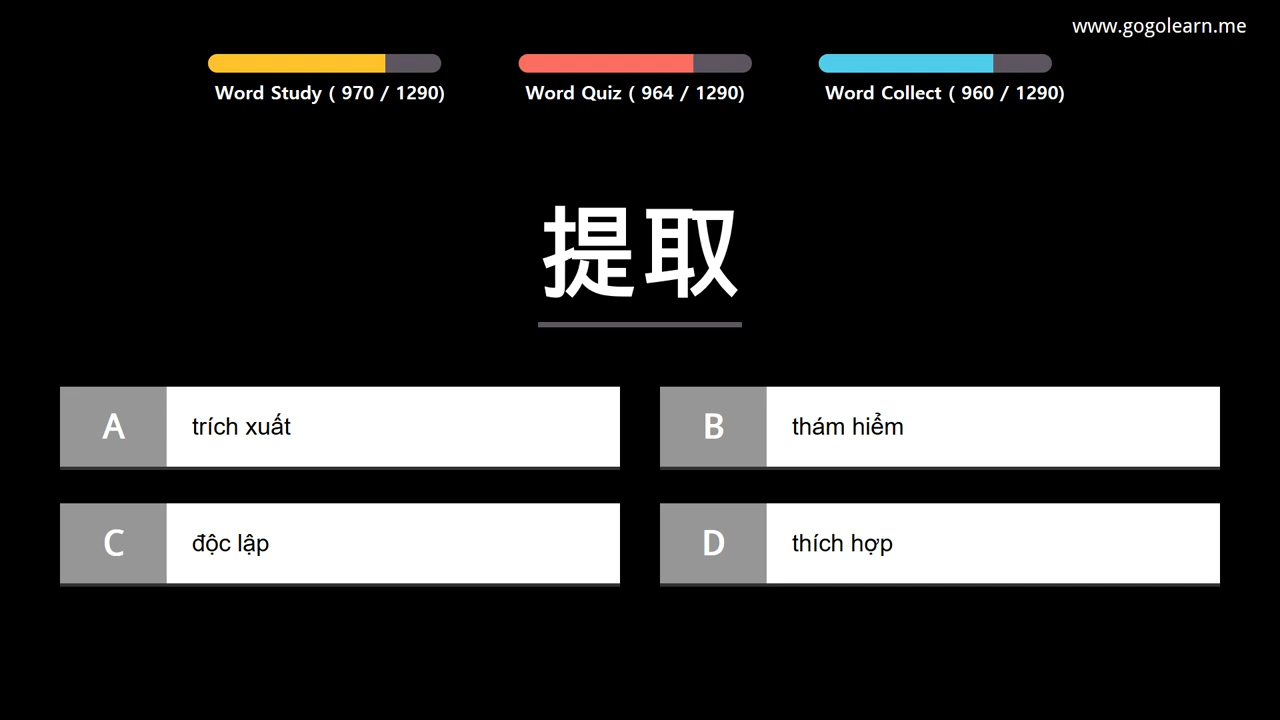 www.gogolearn.me
Word Study ( 970 / 1290)
Word Quiz ( 964 / 1290)
Word Collect ( 960 / 1290)
提取
A trích xuất
B thám hiểm
C độc lập
D thích hợp